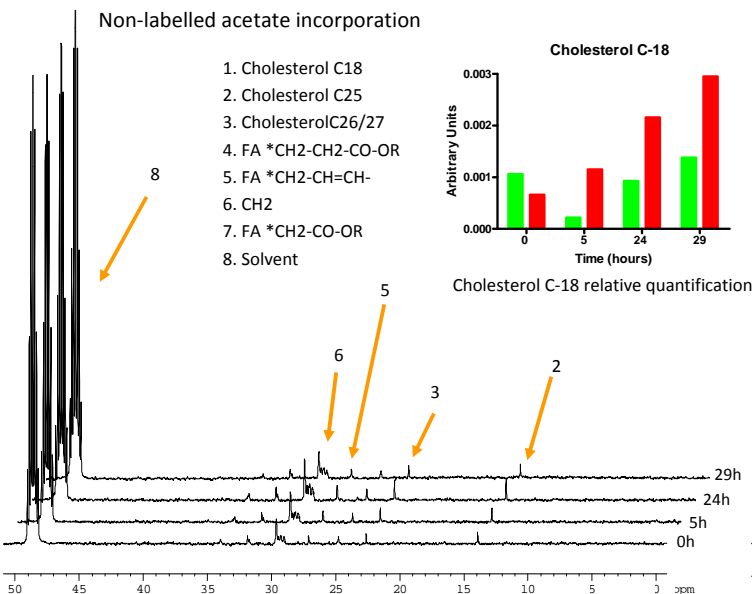 Non-labelled acetate incorporation
1. Cholesterol C18
2. Cholesterol C25
3. CholesterolC26/27
4. FA *CH2-CH2-CO-OR
5. FA *CH2-CH=CH-
6. CH2
7. FA *CH2-CO-OR
8. Solvent
Cholesterol C-18
Arbitrary Units
0.003
0.002
0.001
0.000
0 5 24 29
Time (hours)
Cholesterol C-18 relative quantification
8
5
6
3
2
29h
24h
5h
0h
50 45 40 35 30 25 20 15 10 5 0 ppm